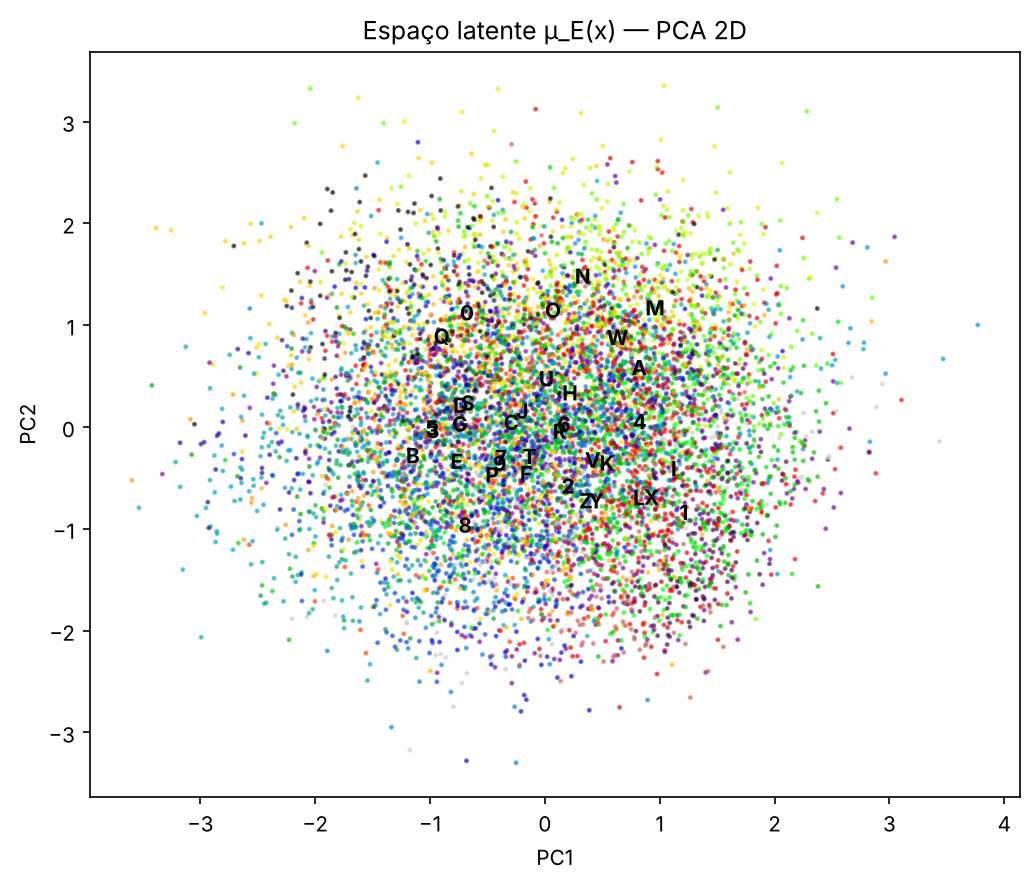 Espaço latente μ_E(x) — PCA 2D
3
2
1
0
−1
−2
−3
PC2
N
0 O M
Q W
A
U
H
D S J
G C 6 4
5 3 R
B E 7 9 T V K I
P F
2
Z Y L X
1
8
−3 −2 −1 0 1 2 3 4
PC1